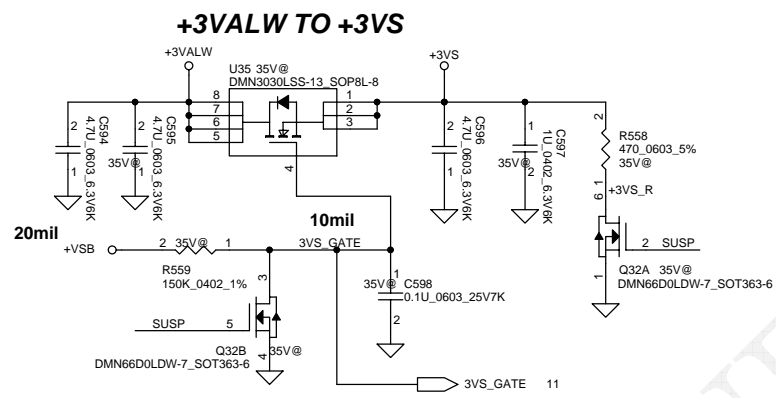 +3VALW TO +3VS
+3VALW
U35 35V@
DMN3030LSS-13_SOP8L-8
+3VS
8
7
6
5
1
2
3
4
2
C594
4.7U_0603_6.3V6K
1
2
C595
4.7U_0603_6.3V6K
35V@
1
2
C596
4.7U_0603_6.3V6K
35V@
1
1
C597
1U_0402_6.3V6K
35V@
2
2
R558
470_0603_5%
35V@
1
+3VS_R
6
2 SUSP
1
Q32A 35V@
DMN66D0LDW-7_SOT363-6
20mil
10mil
+VSB
2 35V@ 1
3VS_GATE
R559
150K_0402_1%
3
SUSP 5
4
Q32B 35V@
DMN66D0LDW-7_SOT363-6
35V@ 1
C598
0.1U_0603_25V7K
2
3VS_GATE 11